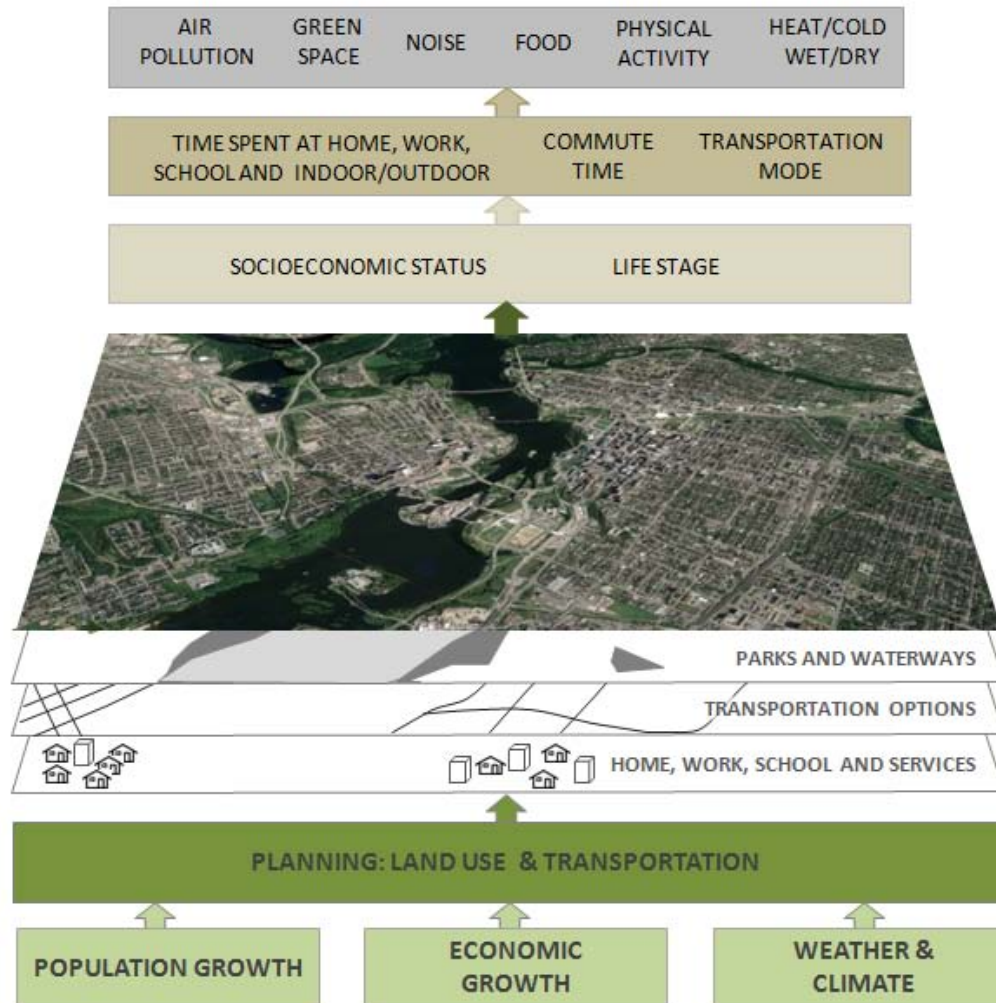 AIR
POLLUTION
GREEN
SPACE
NOISE
FOOD
PHYSICAL
ACTIVITY
HEAT/COLD
WET/DRY
TIME SPENT AT HOME, WORK,
SCHOOL AND INDOOR/OUTDOOR
COMMUTE
TIME
TRANSPORTATION
MODE
SOCIOECONOMIC STATUS
LIFE STAGE
PARKS AND WATERWAYS
TRANSPORTATION OPTIONS
HOME, WORK, SCHOOL AND SERVICES
PLANNING: LAND USE & TRANSPORTATION
POPULATION GROWTH
ECONOMIC
GROWTH
WEATHER &
CLIMATE